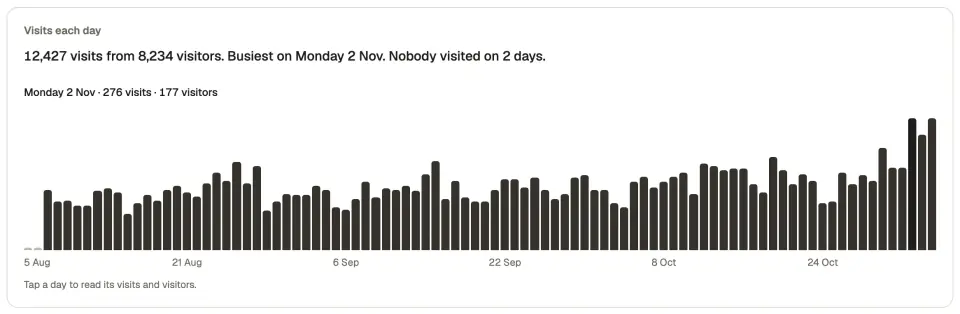 Visits each day
12,427 visits from 8,234 visitors. Busiest on Monday 2 Nov. Nobody visited on 2 days.
Monday 2 Nov · 276 visits · 177 visitors
5 Aug 21 Aug 6 Sep 22 Sep 8 Oct 24 Oct
Tap a day to read its visits and visitors.